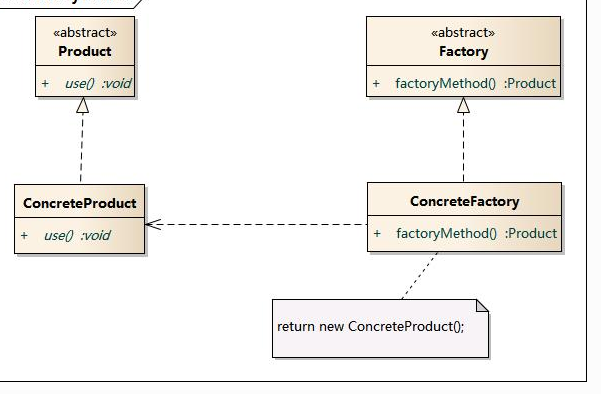 «abstract»
Product
+ use() :void
«abstract»
Factory
+ factoryMethod() :Product
ConcreteProduct
+ use() :void
ConcreteFactory
+ factoryMethod() :Product
return new ConcreteProduct();